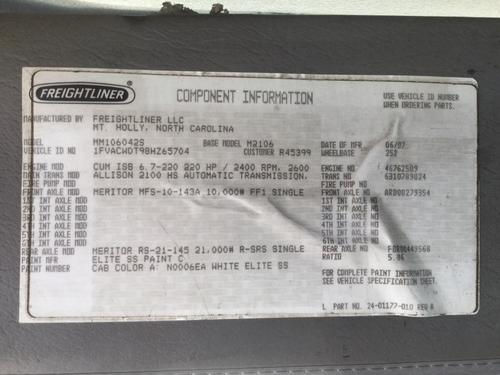 FREIGHTLINER
COMPONENT INFORMATION
USE VEHICLE ID NUMBER
WHEN ORDERING PARTS.
MANUFACTURED BY FREIGHTLINER LLC
MT. HOLLY, NORTH CAROLINA
MODEL MM106042S BASE MODEL M2106 DATE OF MFR 06/07
VEHICLE ID NO 1FVACWDT98HZ65704 CUSTOMER R45399 WHEELBASE 252
ENGINE MOD CUM ISB 6.7-220 220 HP / 2400 RPM, 2600 ENGINE NO 46762509
MAIN TRANS MOD ALLISON 2100 HS AUTOMATIC TRANSMISSION. TRANS NO
FIRE PUMP MOD FIRE PUMP NO
FRONT AXLE MOD MERITOR MFS-10-143A 10,000# FF1 SINGLE FRONT AXLE NO
1ST INT AXLE MOD 1ST INT AXLE NO
2ND INT AXLE MOD 2ND INT AXLE NO
3RD INT AXLE MOD 3RD INT AXLE NO
4TH INT AXLE MOD 4TH INT AXLE NO
5TH INT AXLE MOD 5TH INT AXLE NO
6TH INT AXLE MOD 6TH INT AXLE NO
REAR AXLE MOD MERITOR RS-21-145 21,000# R-SRS SINGLE REAR AXLE NO
PAINT MFR ELITE SS PAINT C RATIO
PAINT NUMBER CAB COLOR A: N0006EA WHITE ELITE SS
FOR COMPLETE PAINT INFORMATION
SEE VEHICLE SPECIFICATION SHEET.
L PART NO. 24-01177-010 REV